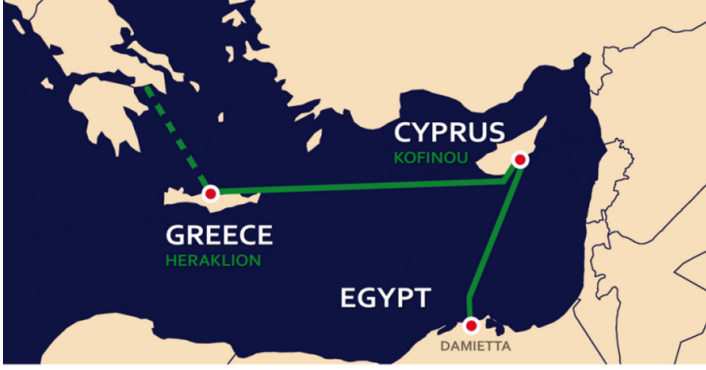 CYPRUS
KOFINOU
GREECE
HERAKLION
EGYPT
DAMIETTA